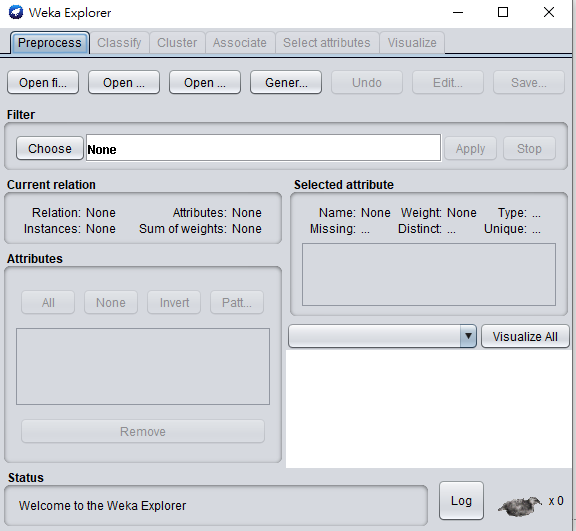 Weka Explorer
Preprocess Classify Cluster Associate Select attributes Visualize
Open fi... Open ... Open ... Gener... Undo Edit... Save...
Filter
Choose None Apply Stop
Current relation
Relation: None Attributes: None
Instances: None Sum of weights: None
Selected attribute
Name: None Weight: None Type: ...
Missing: ... Distinct: ... Unique: ...
Attributes
All None Invert Patt...
Remove
Visualize All
Status
Welcome to the Weka Explorer
Log x 0